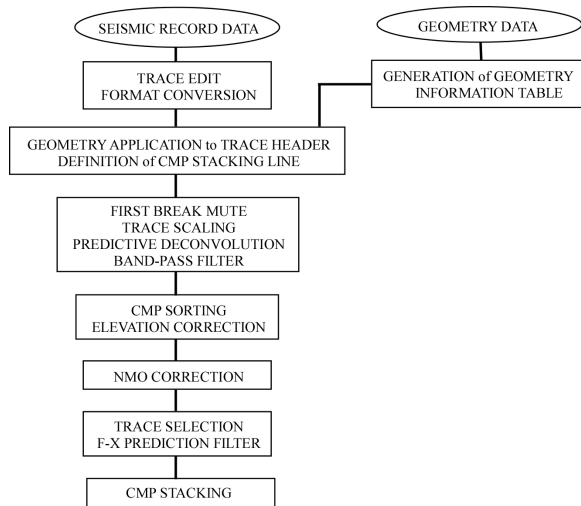 SEISMIC RECORD DATA
GEOMETRY DATA
TRACE EDIT
FORMAT CONVERSION
GENERATION of GEOMETRY
INFORMATION TABLE
GEOMETRY APPLICATION to TRACE HEADER
DEFINITION of CMP STACKING LINE
FIRST BREAK MUTE
TRACE SCALING
PREDICTIVE DECONVOLUTION
BAND-PASS FILTER
CMP SORTING
ELEVATION CORRECTION
NMO CORRECTION
TRACE SELECTION
F-X PREDICTION FILTER
CMP STACKING